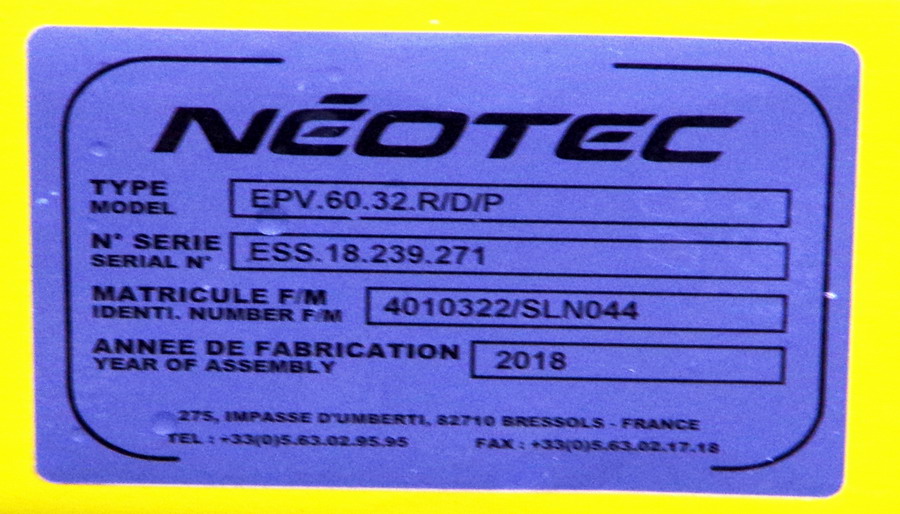 NÉOTEC
TYPE EPV.60.32.R/D/P
MODEL
N° SERIE ESS.18.239.271
SERIAL N°
MATRICULE F/M 4010322/SLN044
IDENTI. NUMBER F/M
ANNEE DE FABRICATION 2018
YEAR OF ASSEMBLY
275, IMPASSE D'UMBERTI, 82710 BRESSOLS - FRANCE
TEL : +33(0)5.63.02.95.95 FAX : +33(0)5.63.02.17.18